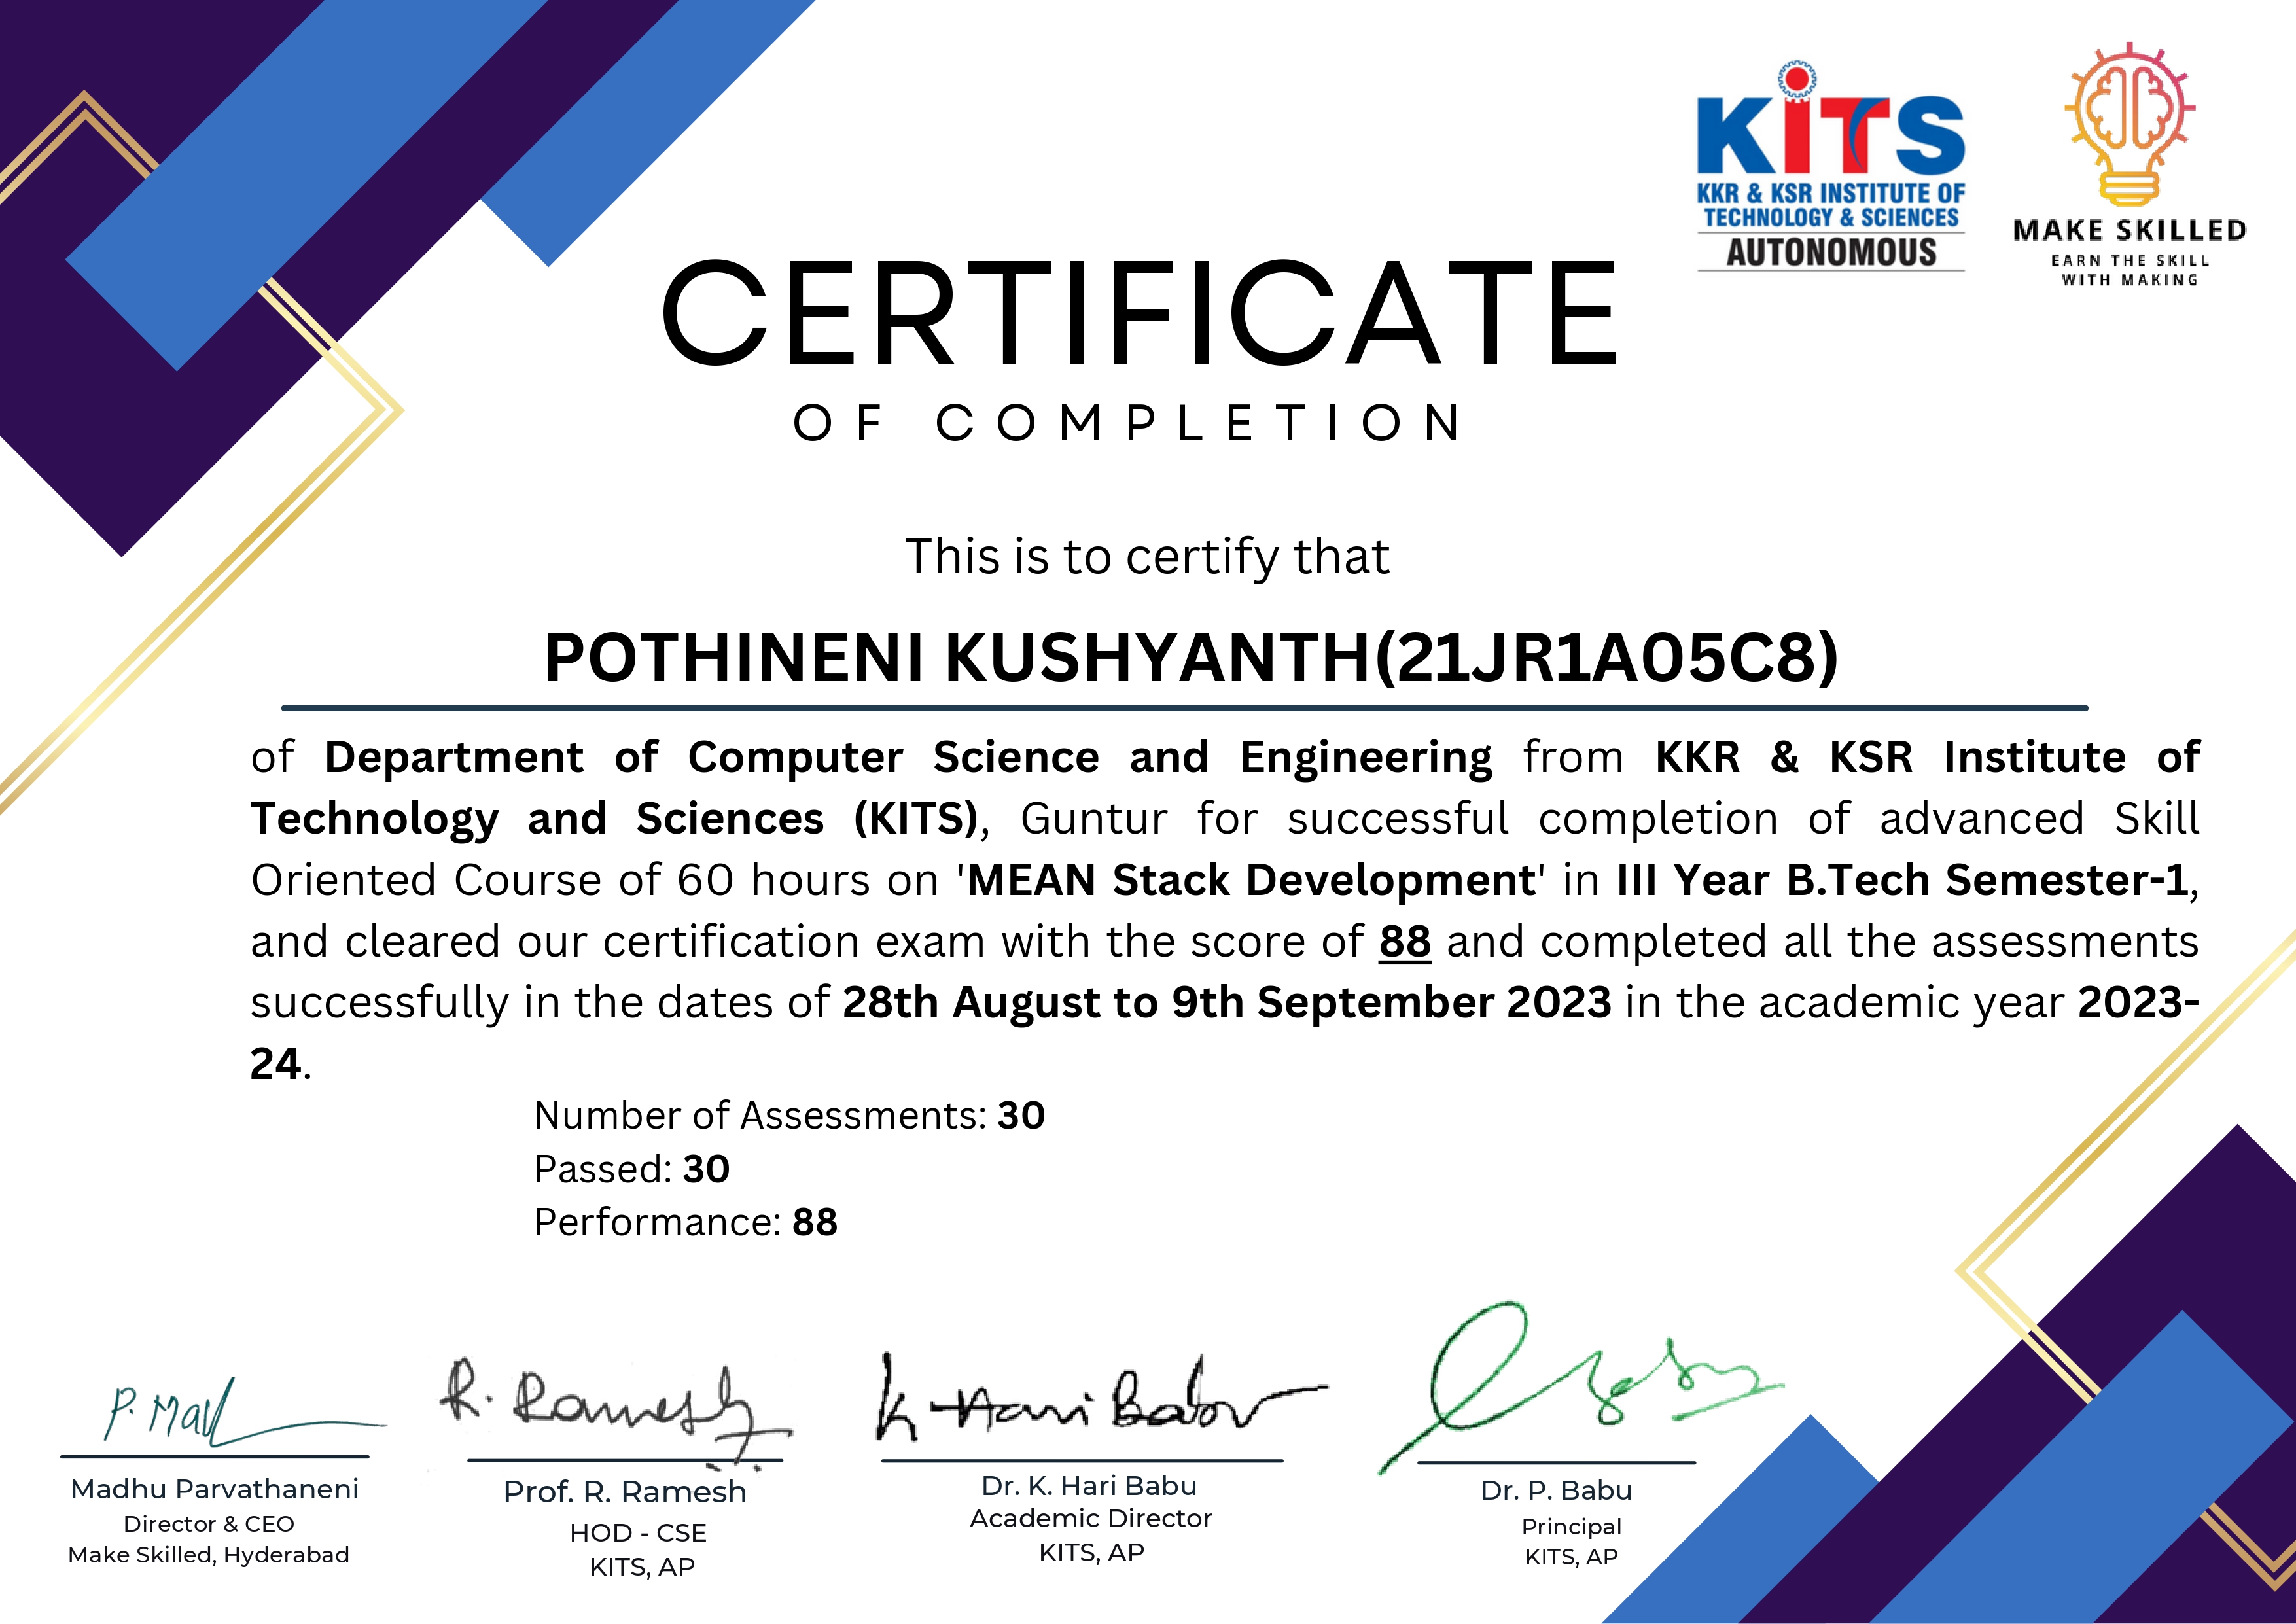 KiTS
KKR & KSR INSTITUTE OF
TECHNOLOGY & SCIENCES
AUTONOMOUS
MAKE SKILLED
EARN THE SKILL
WITH MAKING
CERTIFICATE
OF COMPLETION
This is to certify that
POTHINENI KUSHYANTH(21JR1A05C8)
of Department of Computer Science and Engineering from KKR & KSR Institute of
Technology and Sciences (KITS), Guntur for successful completion of advanced Skill
Oriented Course of 60 hours on 'MEAN Stack Development' in III Year B.Tech Semester-1,
and cleared our certification exam with the score of 88 and completed all the assessments
successfully in the dates of 28th August to 9th September 2023 in the academic year 2023-
24.
Number of Assessments: 30
Passed: 30
Performance: 88
R. Ramesh
K Hari Babu
Madhu Parvathaneni
Director & CEO
Make Skilled, Hyderabad
Prof. R. Ramesh
HOD - CSE
KITS, AP
Dr. K. Hari Babu
Academic Director
KITS, AP
Dr. P. Babu
Principal
KITS, AP